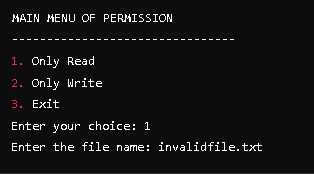 MAIN MENU OF PERMISSION
--------------------------------
1. Only Read
2. Only Write
3. Exit
Enter your choice: 1
Enter the file name: invalidfile.txt